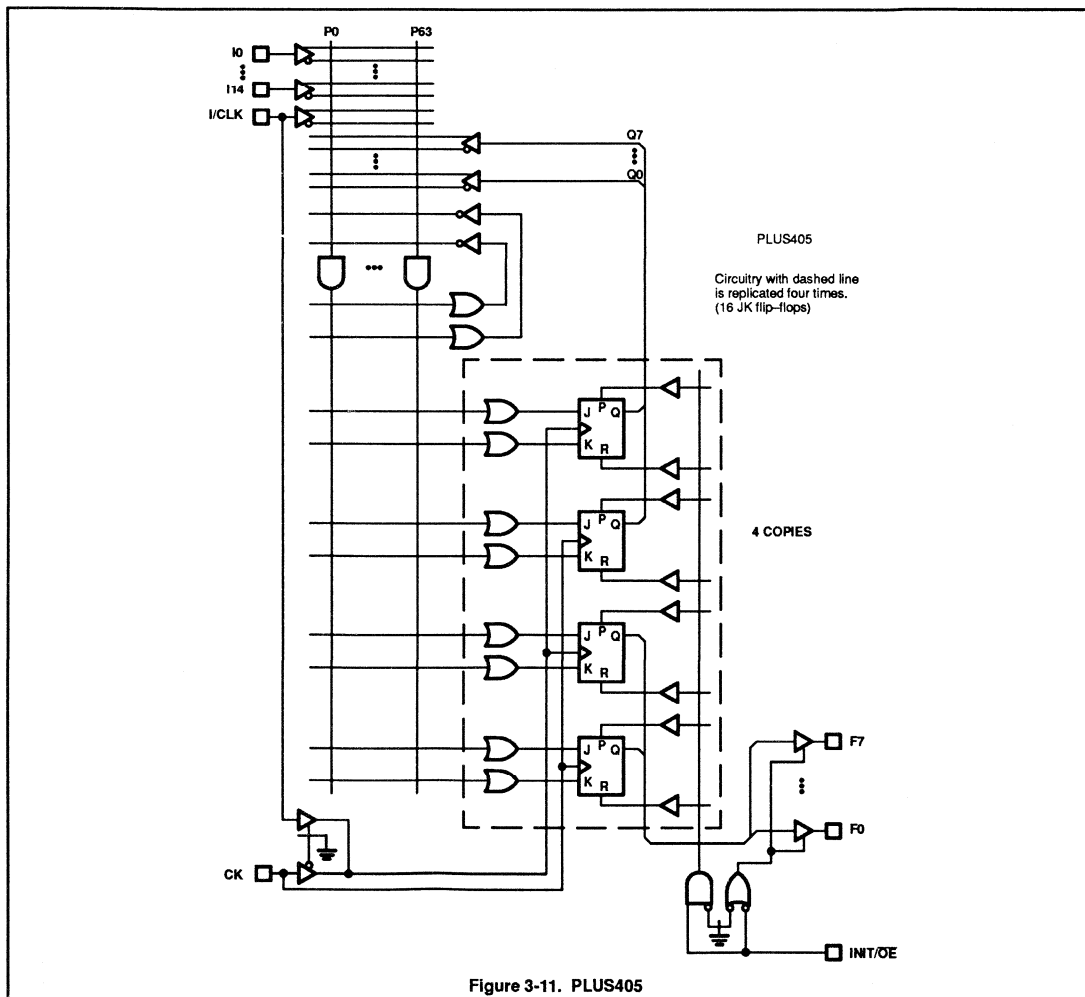 P0 P63
I0
I14
I/CLK
Q7
Q0
PLUS405
Circuitry with dashed line
is replicated four times.
(16 JK flip–flops)
J P Q
K R
J P Q
K R
4 COPIES
J P Q
K R
J P Q
K R
F7
F0
CK
INIT/OE
Figure 3-11. PLUS405